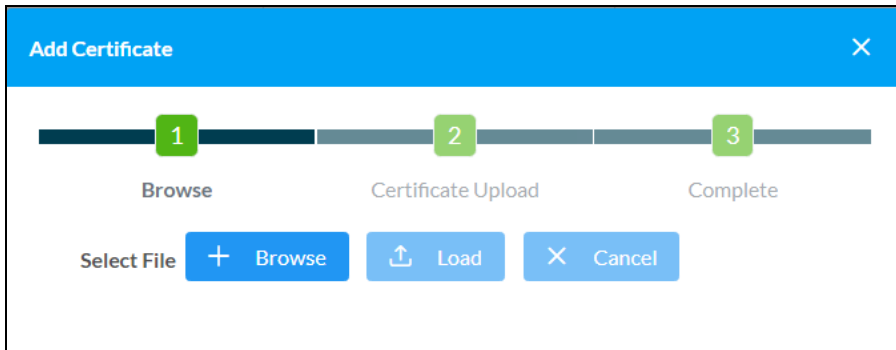 Add Certificate
1 2 3
Browse Certificate Upload Complete
Select File Browse Load Cancel